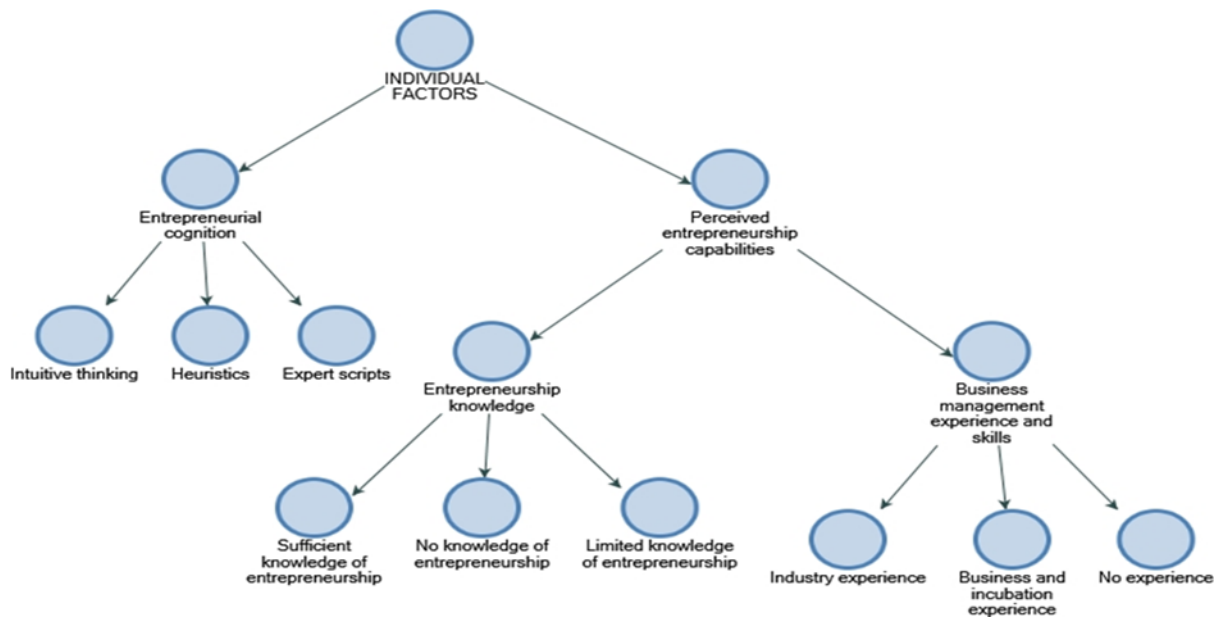 INDIVIDUAL
FACTORS
Entrepreneurial
cognition
Perceived
entrepreneurship
capabilities
Intuitive thinking
Heuristics
Expert scripts
Entrepreneurship
knowledge
Business
management
experience and
skills
Sufficient
knowledge of
entrepreneurship
No knowledge of
entrepreneurship
Limited knowledge
of entrepreneurship
Industry experience
Business and
incubation
experience
No experience